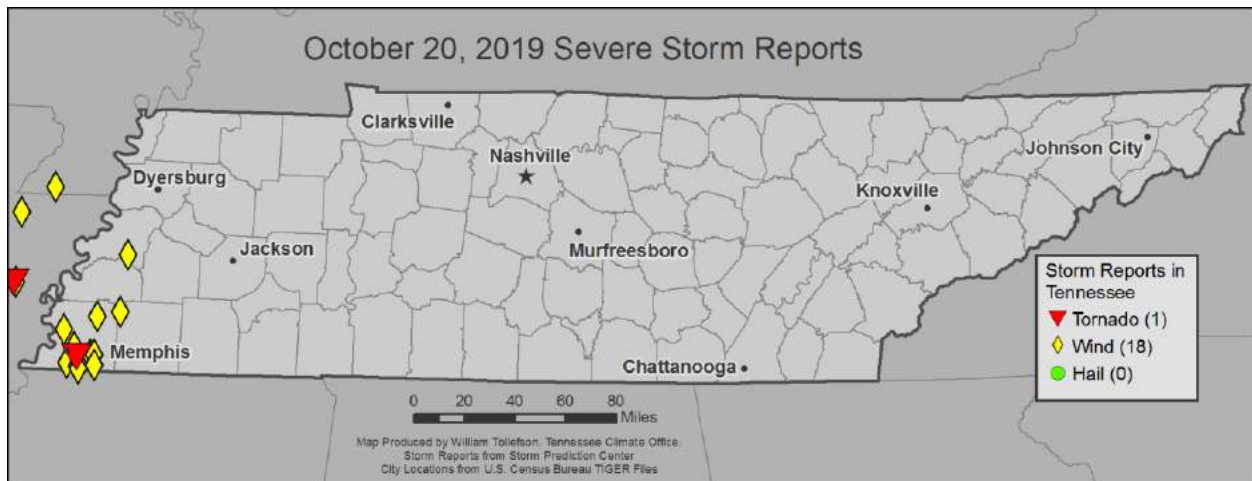 October 20, 2019 Severe Storm Reports
Clarksville
Nashville
Johnson City
Dyersburg
Knoxville
Jackson
Murfreesboro
Memphis
Chattanooga
Storm Reports in
Tennessee
Tornado (1)
Wind (18)
Hail (0)
0 20 40 60 80
Miles
Map Produced by William Tollefson, Tennessee Climate Office.
Storm Reports from Storm Prediction Center
City Locations from U.S. Census Bureau TIGER Files